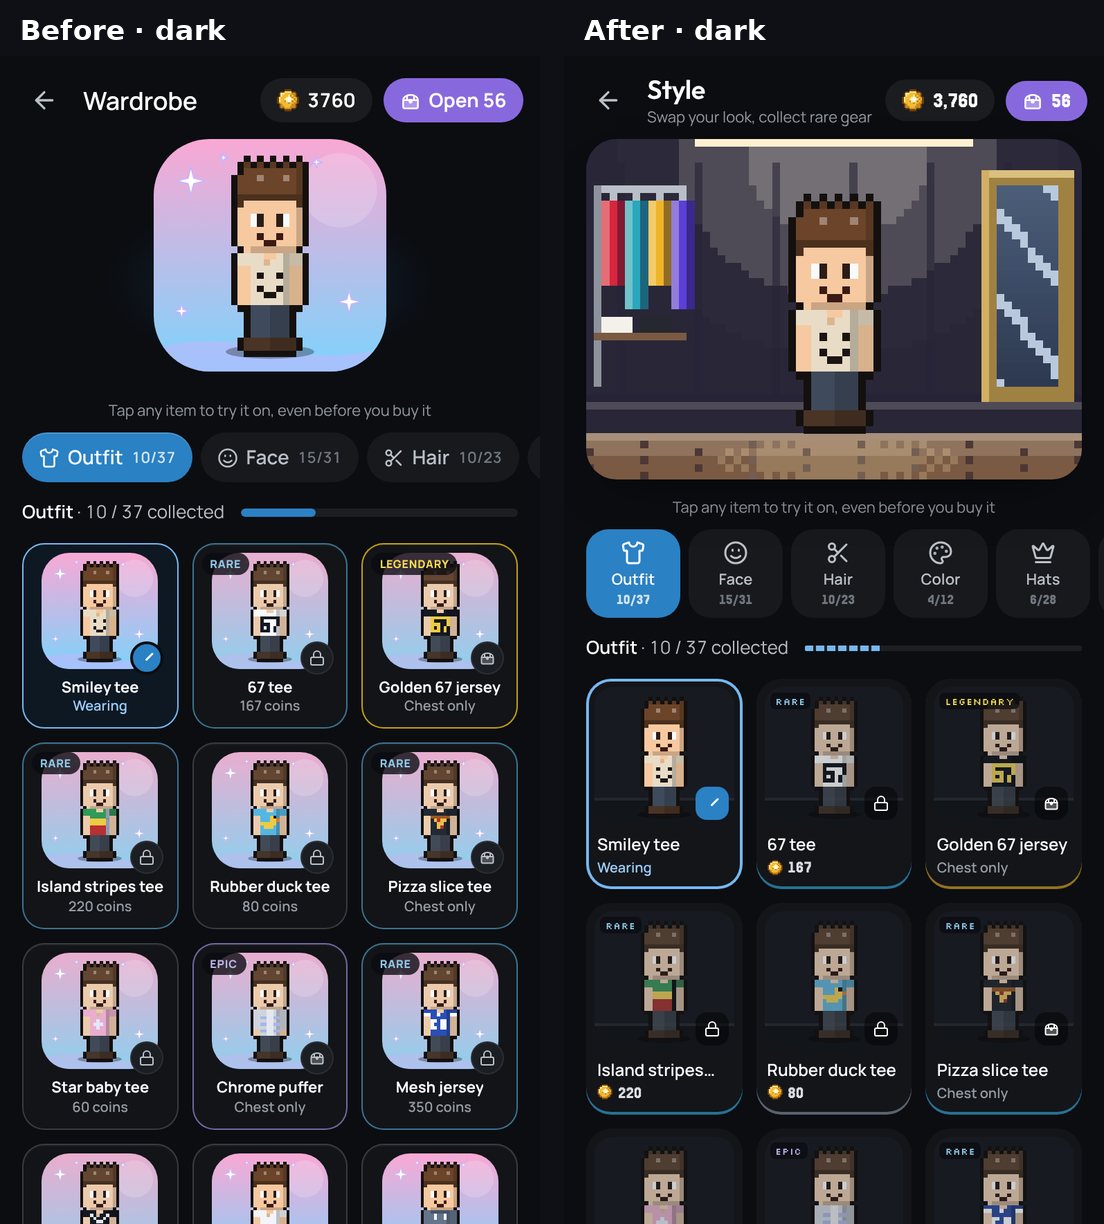 Before · dark
Wardrobe
3760
Open 56
Tap any item to try it on, even before you buy it
Outfit 10/37
Face 15/31
Hair 10/23
Outfit · 10 / 37 collected
Smiley tee
Wearing
RARE
67
67 tee
167 coins
LEGENDARY
67
Golden 67 jersey
Chest only
RARE
Island stripes tee
220 coins
Rubber duck tee
80 coins
RARE
Pizza slice tee
Chest only
Star baby tee
60 coins
EPIC
Chrome puffer
Chest only
RARE
Mesh jersey
350 coins
After · dark
Style
Swap your look, collect rare gear
3,760
56
Tap any item to try it on, even before you buy it
Outfit
10/37
Face
15/31
Hair
10/23
Color
4/12
Hats
6/28
Outfit · 10 / 37 collected
Smiley tee
Wearing
RARE
67
67 tee
167
LEGENDARY
67
Golden 67 jersey
Chest only
RARE
Island stripes...
220
Rubber duck tee
80
RARE
Pizza slice tee
Chest only
EPIC
RARE